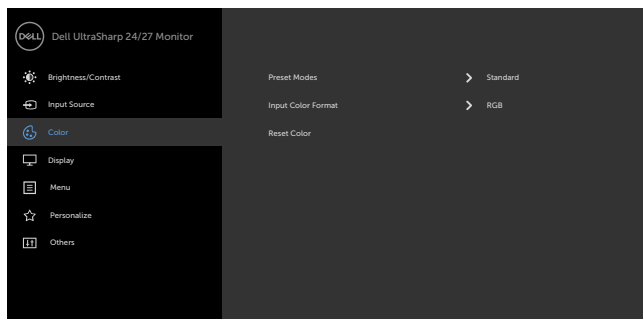 DELL Dell UltraSharp 24/27 Monitor
Brightness/Contrast
Input Source
Color
Display
Menu
Personalize
Others
Preset Modes > Standard
Input Color Format > RGB
Reset Color